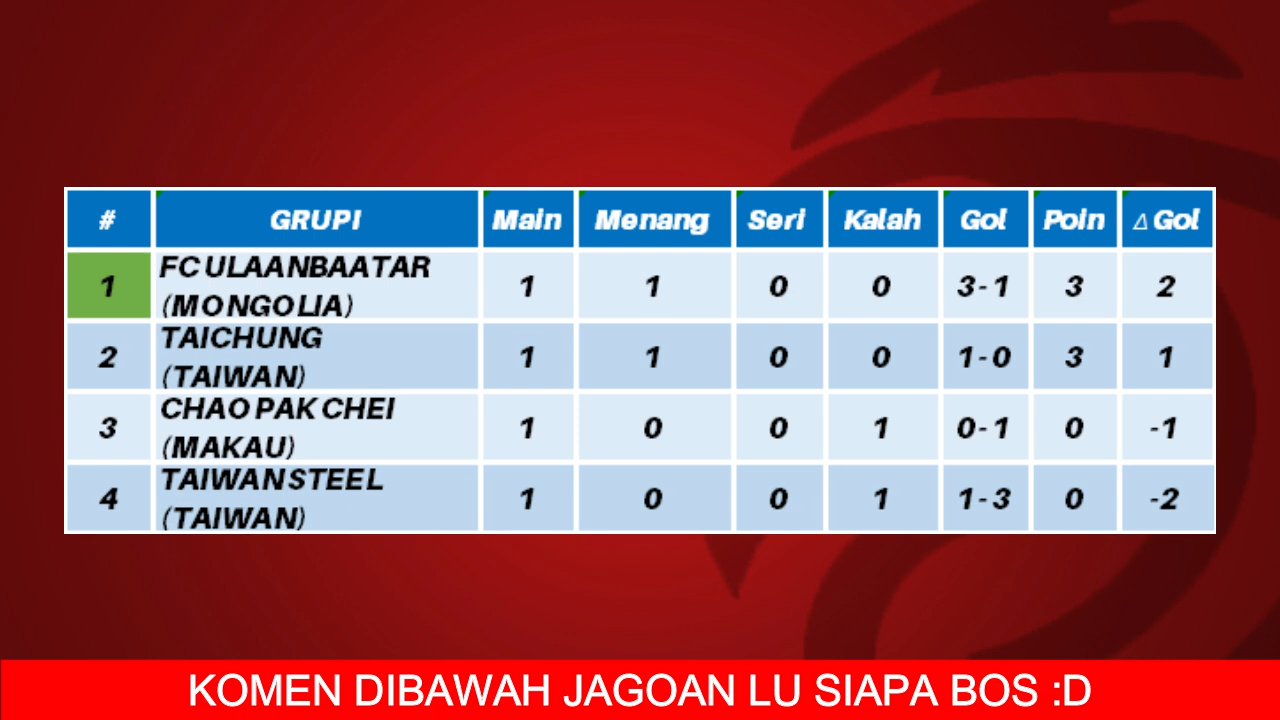 # GRUP I Main Menang Seri Kalah Gol Poin △ Gol
1 FC ULAANBAATAR (MONGOLIA) 1 1 0 0 3-1 3 2
2 TAICHUNG (TAIWAN) 1 1 0 0 1-0 3 1
3 CHAO PAK CHEI (MAKAU) 1 0 0 1 0-1 0 -1
4 TAIWAN STEEL (TAIWAN) 1 0 0 1 1-3 0 -2
KOMEN DIBAWAH JAGOAN LU SIAPA BOS :D